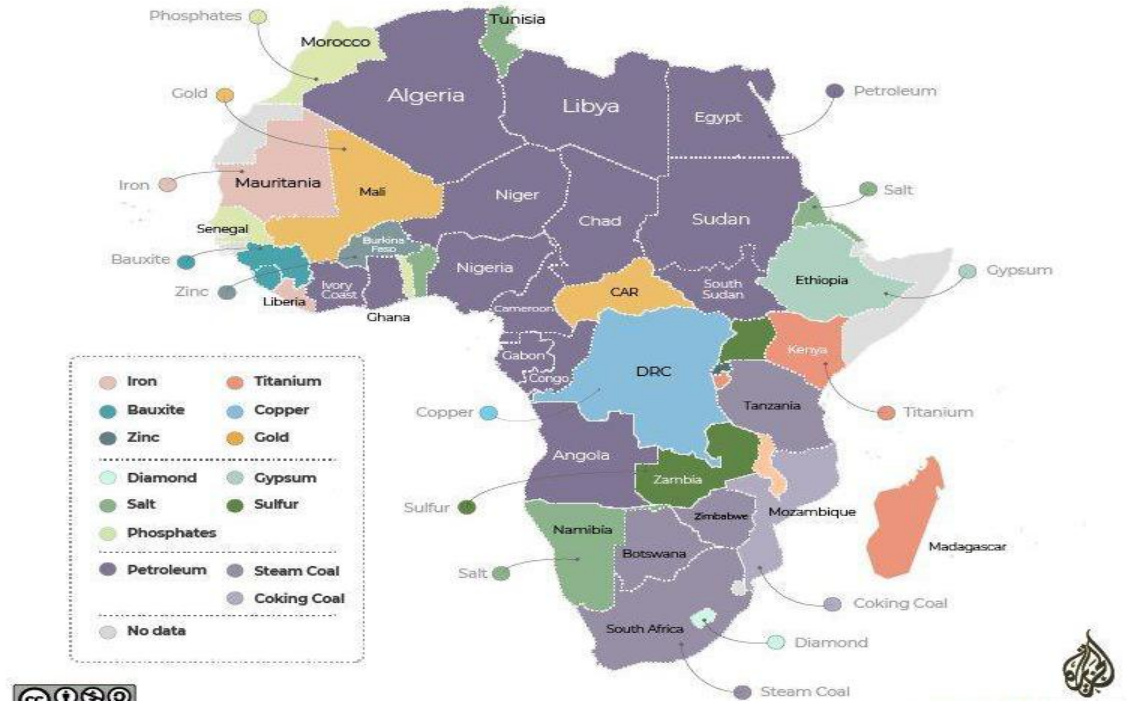 Phosphates
Tunisia
Morocco
Gold
Algeria
Libya
Egypt
Petroleum
Iron
Mauritania
Mali
Niger
Chad
Sudan
Salt
Senegal
Burkina
Faso
Bauxite
Nigeria
Ethiopia
Gypsum
Zinc
Liberia
Ivory
Coast
Ghana
Cameroon
CAR
South
Sudan
Gabon
Congo
DRC
Kenya
Copper
Tanzania
Titanium
Angola
Sulfur
Zambia
Mozambique
Zimbabwe
Namibia
Botswana
Madagascar
Salt
Coking Coal
South Africa
Diamond
Steam Coal
Iron
Titanium
Bauxite
Copper
Zinc
Gold
Diamond
Gypsum
Salt
Sulfur
Phosphates
Petroleum
Steam Coal
Coking Coal
No data
cc